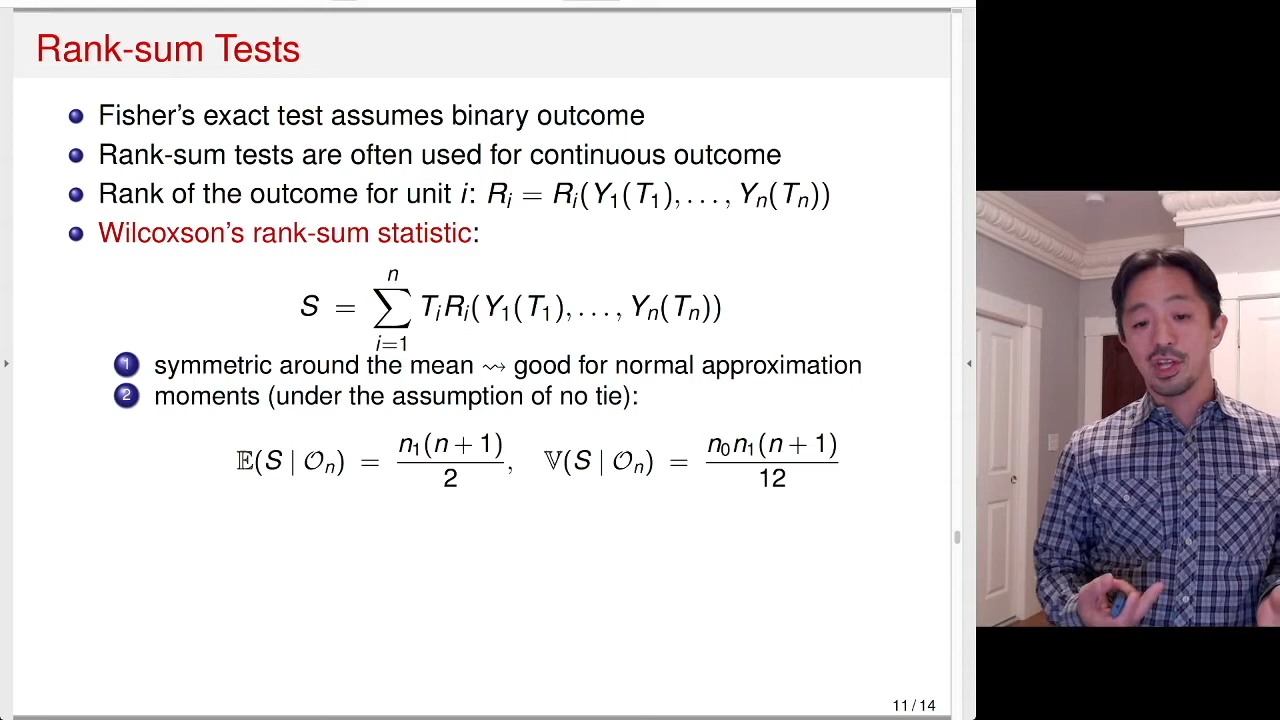 Rank-sum Tests
Fisher's exact test assumes binary outcome
Rank-sum tests are often used for continuous outcome
Rank of the outcome for unit i: R_i = R_i(Y_1(T_1), . . . , Y_n(T_n))
Wilcoxson's rank-sum statistic:
S = \sum_{i=1}^{n} T_i R_i(Y_1(T_1), . . . , Y_n(T_n))
1 symmetric around the mean ⇝ good for normal approximation
2 moments (under the assumption of no tie):
𝔼(S | 𝒪_n) = \frac{n_1(n + 1)}{2}, 𝕍(S | 𝒪_n) = \frac{n_0 n_1(n + 1)}{12}
11 / 14